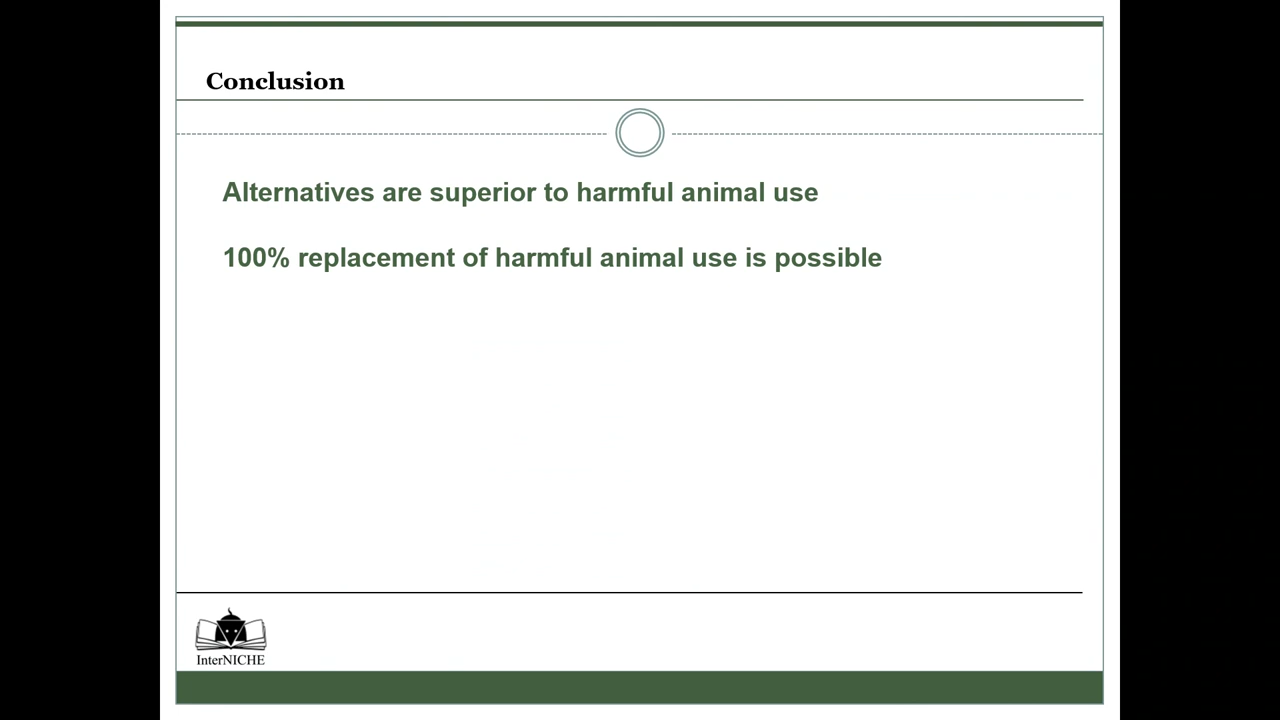 Conclusion
Alternatives are superior to harmful animal use
100% replacement of harmful animal use is possible
InterNICHE